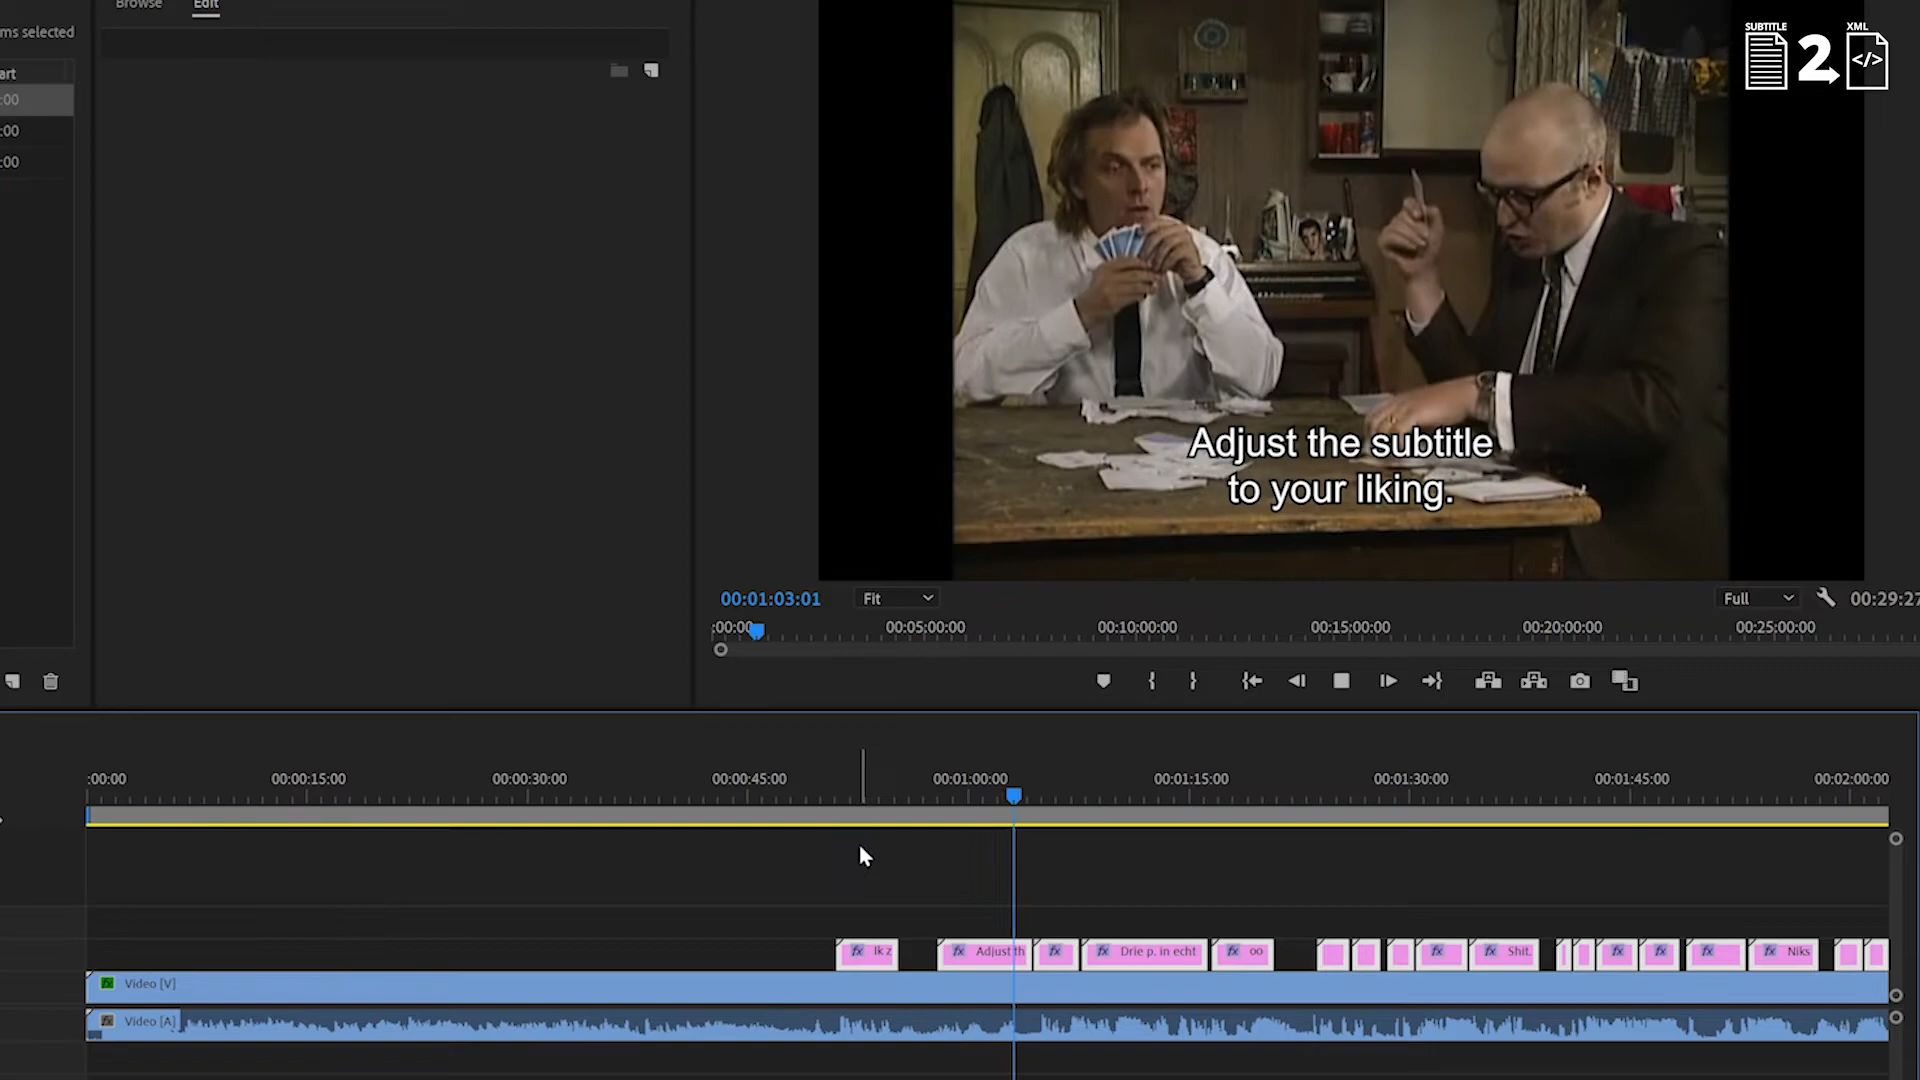 Browse
Edit
ms selected
art
:00
:00
:00
SUBTITLE
2
XML
</>
Adjust the subtitle
to your liking.
00:01:03:01
Fit
Full
00:29:27
;00;00
00:05:00:00
00:10:00:00
00:15:00:00
00:20:00:00
00:25:00:00
:00:00
00:00:15:00
00:00:30:00
00:00:45:00
00:01:00:00
00:01:15:00
00:01:30:00
00:01:45:00
00:02:00:00
fx Ik z
fx Adjust th
fx
fx Drie p. in echt
fx oo
fx
fx Shit.
fx
fx
fx
fx Niks
fx Video [V]
fx Video [A]